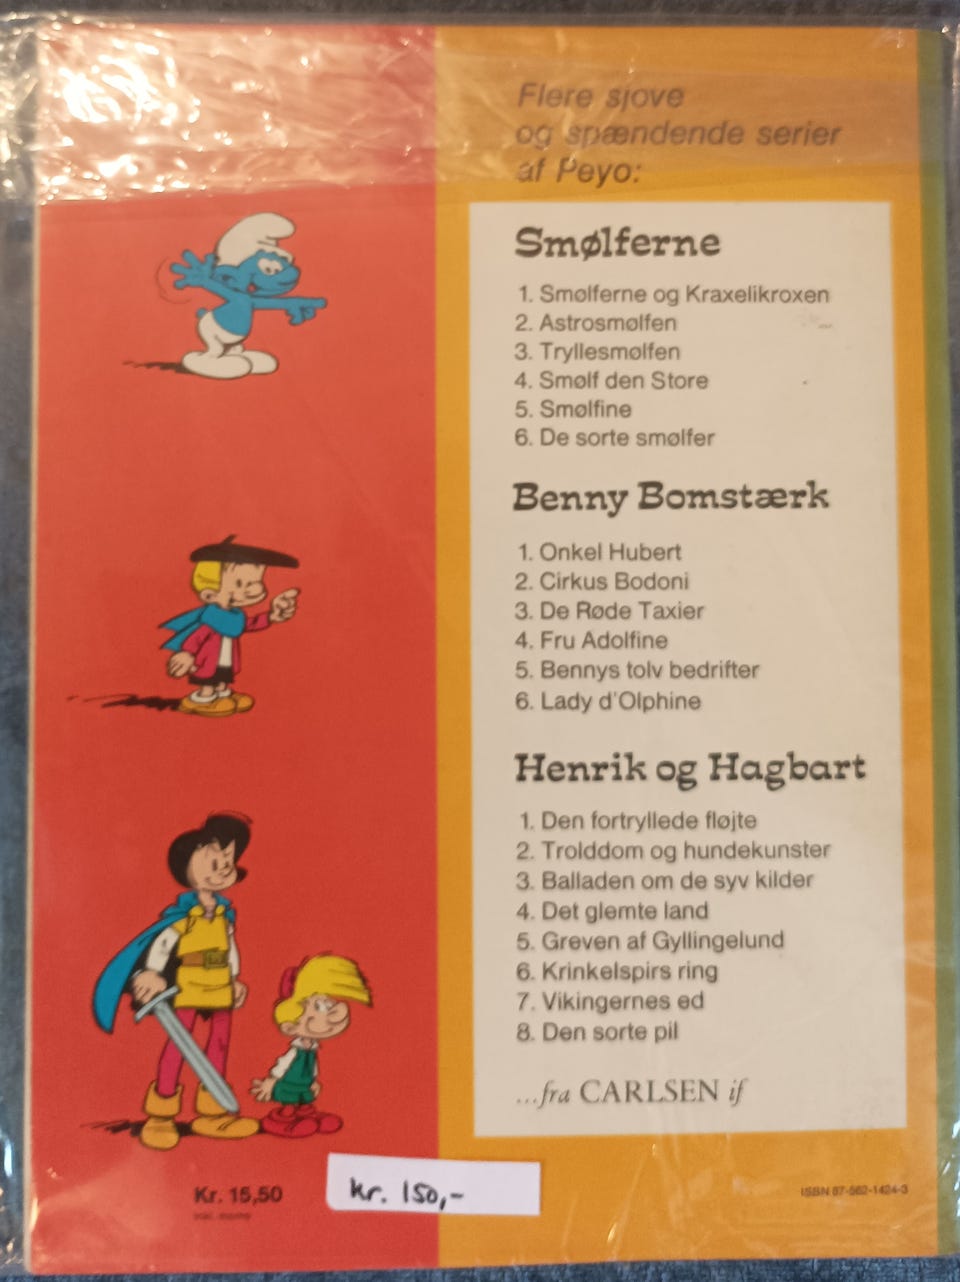 Flere sjove
og spændende serier
af Peyo:
Smølferne
1. Smølferne og Kraxelikroxen
2. Astrosmølfen
3. Tryllesmølfen
4. Smølf den Store
5. Smølfine
6. De sorte smølfer
Benny Bomstærk
1. Onkel Hubert
2. Cirkus Bodoni
3. De Røde Taxier
4. Fru Adolfine
5. Bennys tolv bedrifter
6. Lady d'Olphine
Henrik og Hagbart
1. Den fortryllede fløjte
2. Trolddom og hundekunster
3. Balladen om de syv kilder
4. Det glemte land
5. Greven af Gyllingelund
6. Krinkelspirs ring
7. Vikingernes ed
8. Den sorte pil
...fra CARLSEN if
Kr. 15,50
kr. 150,-
ISBN 87-562-1424-3